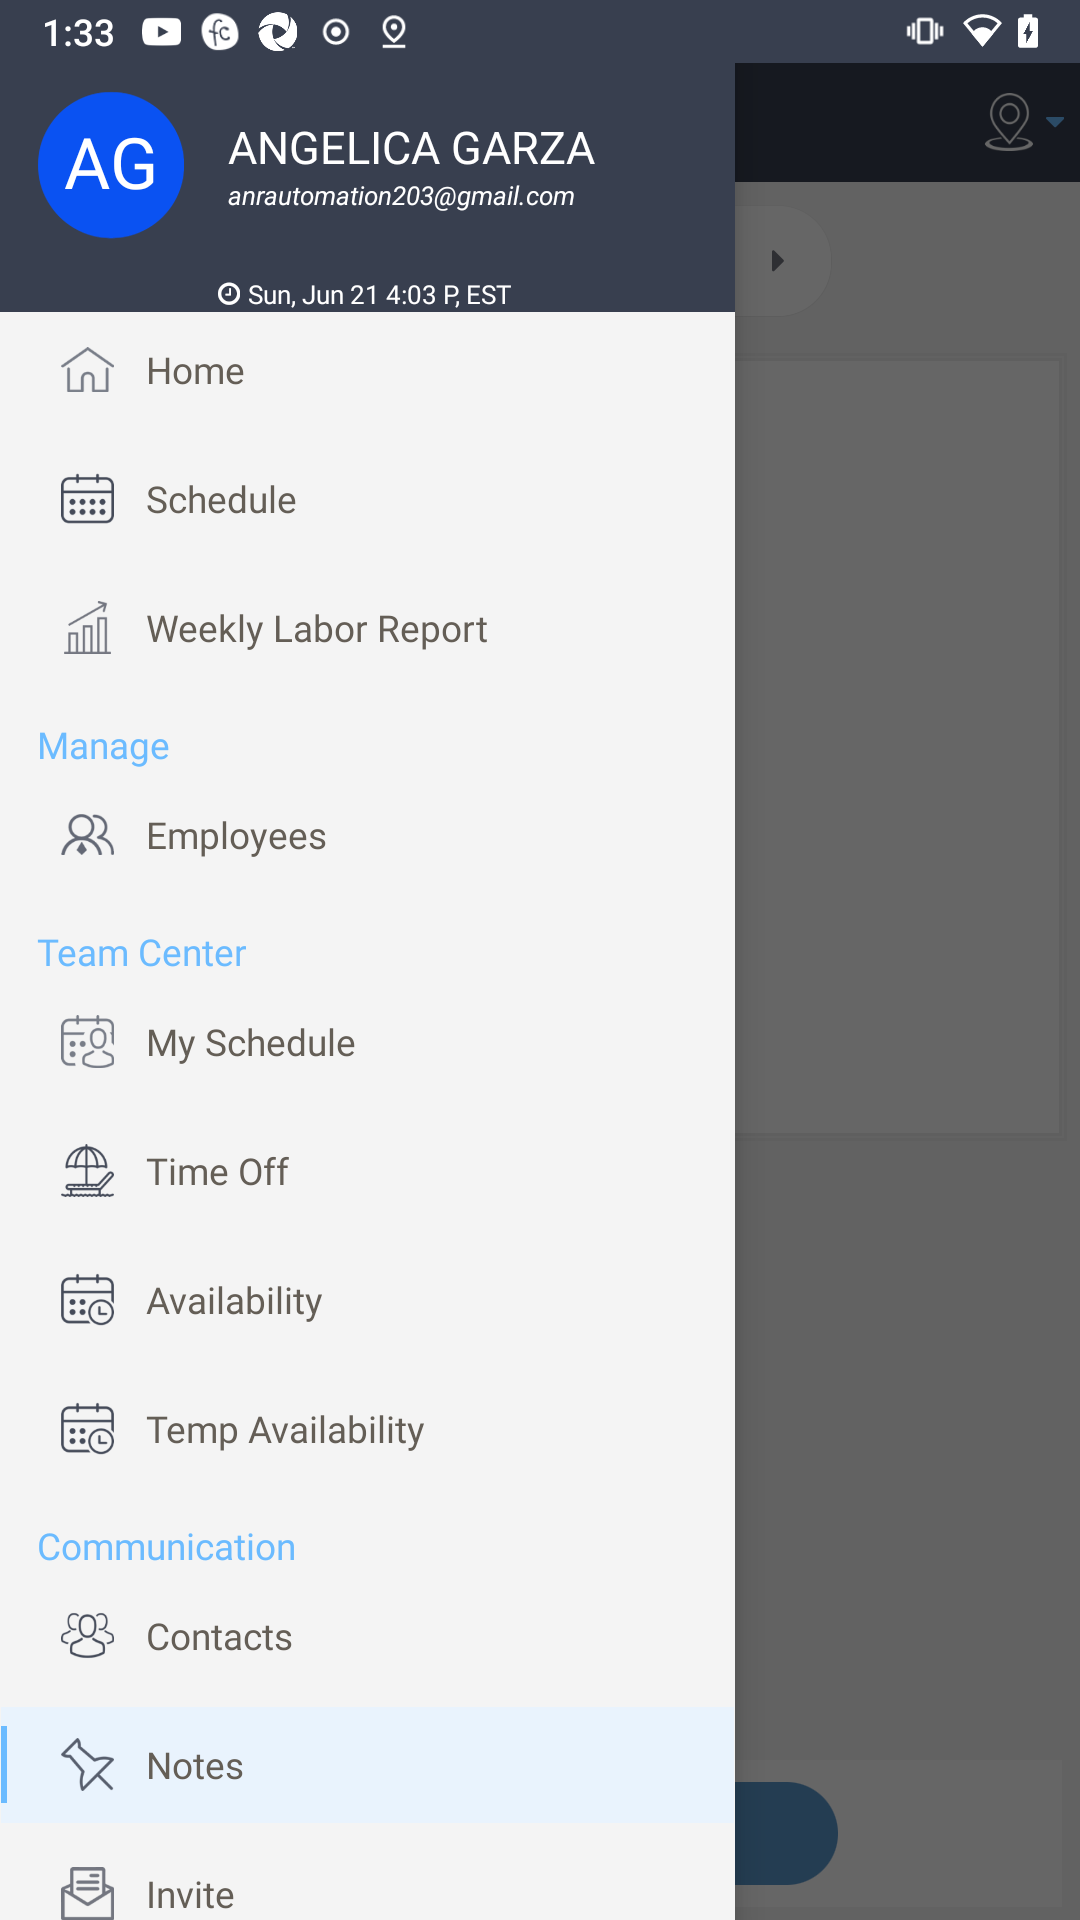 1:33
AG
ANGELICA GARZA
anrautomation203@gmail.com
Sun, Jun 21 4:03 P, EST
Home
Schedule
Weekly Labor Report
Manage
Employees
Team Center
My Schedule
Time Off
Availability
Temp Availability
Communication
Contacts
Notes
Invite